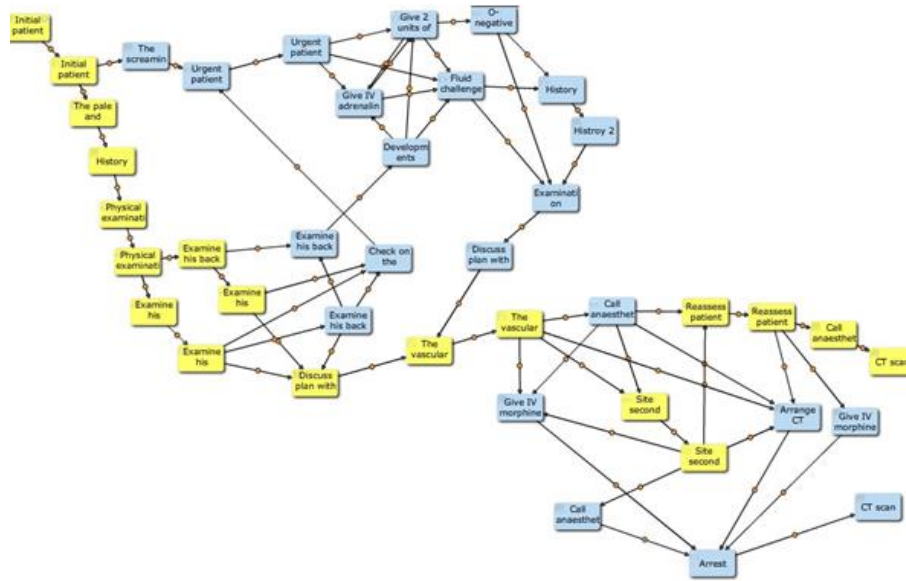 Initial
patient
Initial
patient
The
screamin
Urgent
patient
Urgent
patient
Give 2
units of
O-
negative
Give IV
adrenalin
Fluid
challenge
History
Histroy 2
Developm
ents
Examinati
on
Discuss
plan with
The pale
and
History
Physical
examinati
Physical
examinati
Examine
his back
Examine
his back
Check on
the
Examine
his
Examine
his
Examine
his back
Examine
his
Discuss
plan with
The
vascular
The
vascular
Call
anaesthet
Reassess
patient
Reassess
patient
Call
anaesthet
CT scan
Give IV
morphine
Site
second
Arrange
CT
Give IV
morphine
Site
second
Call
anaesthet
CT scan
Arrest